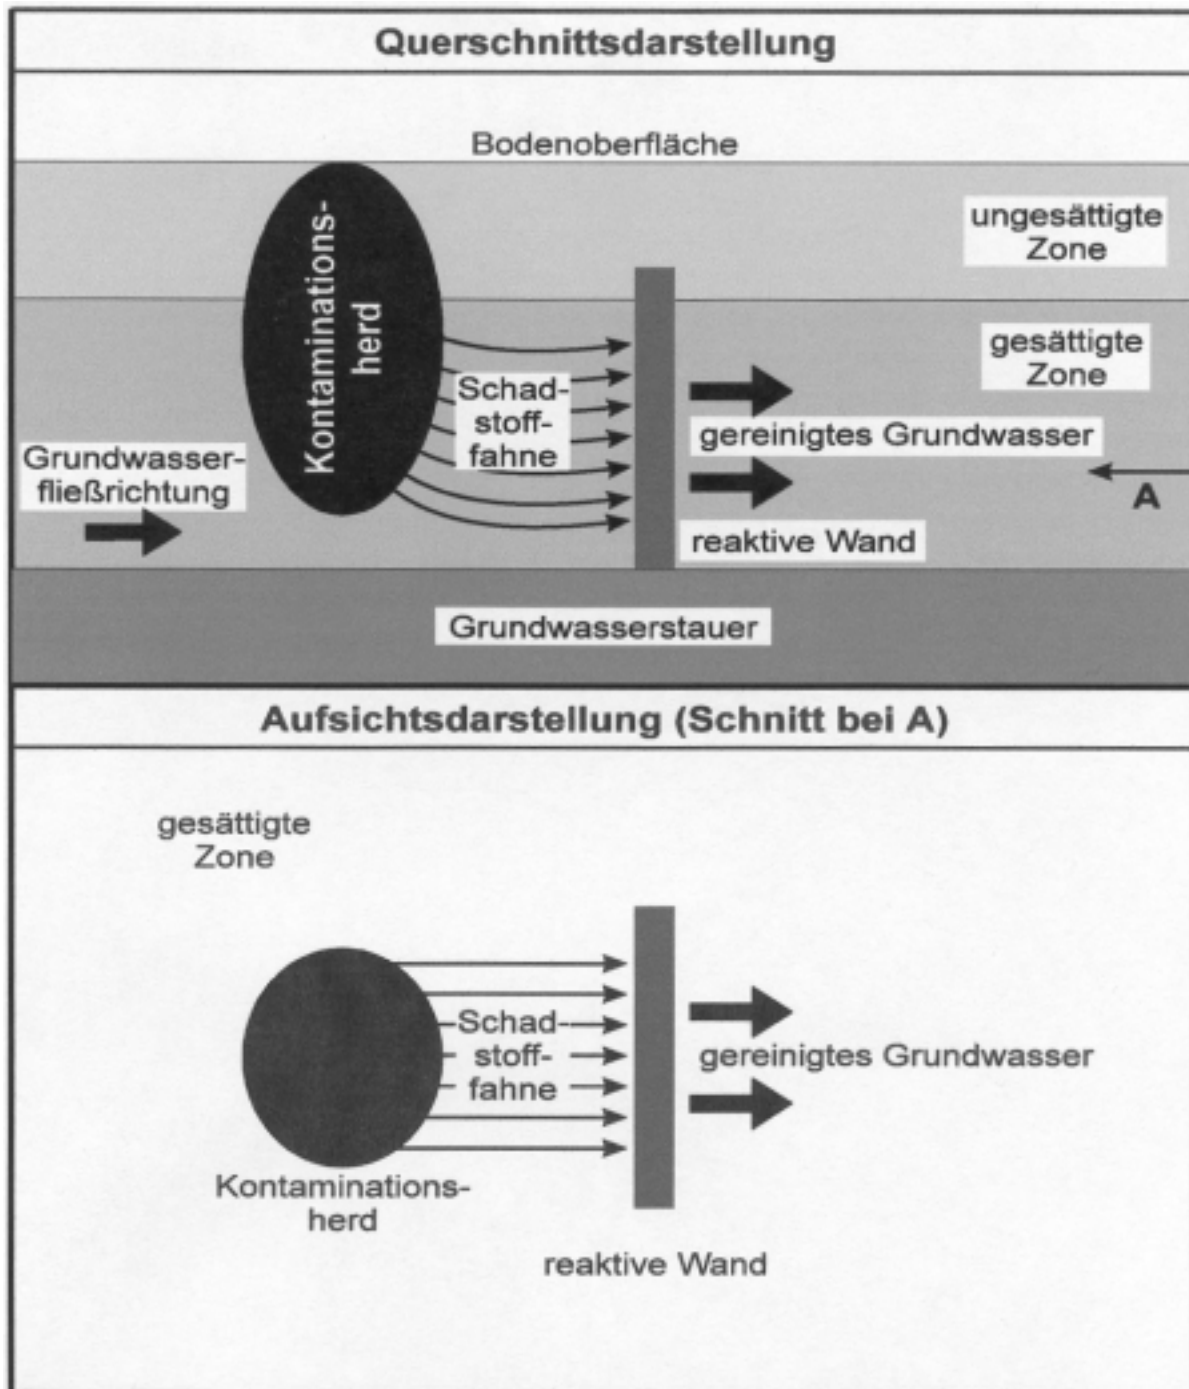 Querschnittsdarstellung
Bodenoberfläche
ungesättigte
Zone
Kontaminations-
herd
gesättigte
Zone
Schad-
stoff-
fahne
gereinigtes Grundwasser
Grundwasser-
fließrichtung
A
reaktive Wand
Grundwasserstauer
Aufsichtsdarstellung (Schnitt bei A)
gesättigte
Zone
Schad-
stoff-
fahne
gereinigtes Grundwasser
Kontaminations-
herd
reaktive Wand